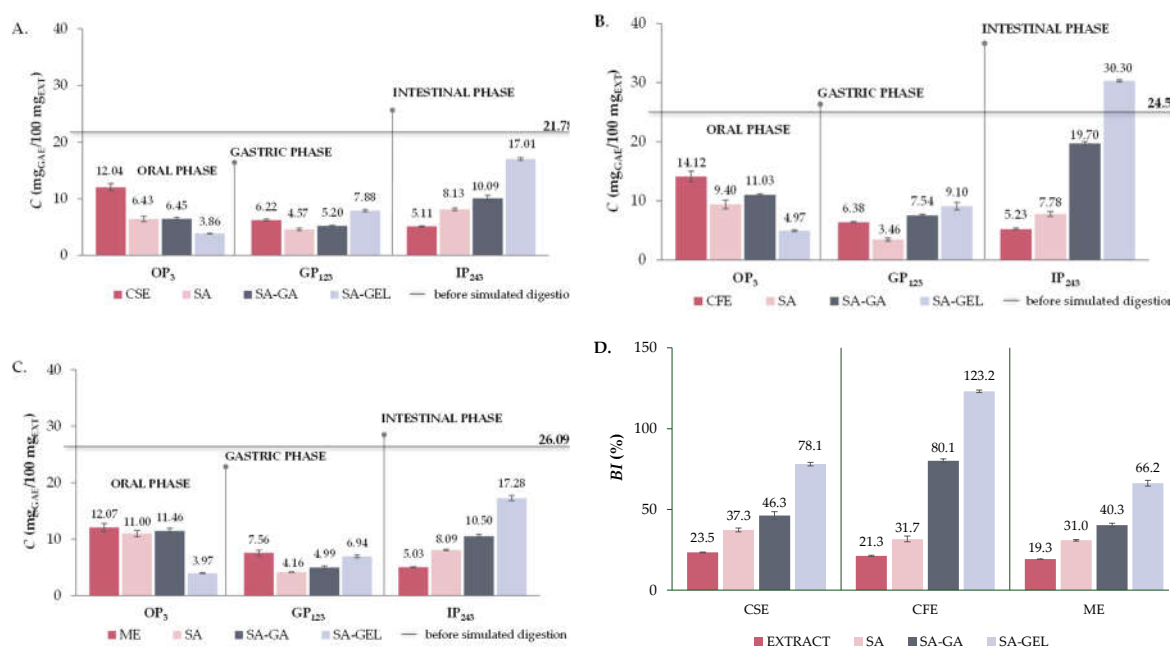 A.
C (mgGAE/100 mgEXT)
40
30
20
10
0
INTESTINAL PHASE
21.7
GASTRIC PHASE
ORAL PHASE
12.04
6.43
6.45
3.86
6.22
4.57
5.20
7.88
5.11
8.13
10.09
17.01
OP3
GP123
IP243
CSE
SA
SA-GA
SA-GEL
before simulated digestio
B.
C (mgGAE/100 mgEXT)
40
30
20
10
0
INTESTINAL PHASE
GASTRIC PHASE
24.5
ORAL PHASE
14.12
9.40
11.03
4.97
6.38
3.46
7.54
9.10
5.23
7.78
19.70
30.30
OP3
GP123
IP243
CFE
SA
SA-GA
SA-GEL
before simulated digestion
C.
C (mgGAE/100 mgEXT)
40
30
20
10
0
INTESTINAL PHASE
26.09
GASTRIC PHASE
ORAL PHASE
12.07
11.00
11.46
3.97
7.56
4.16
4.99
6.94
5.03
8.09
10.50
17.28
OP3
GP123
IP243
ME
SA
SA-GA
SA-GEL
before simulated digestion
D.
BI (%)
150
100
50
0
23.5
37.3
46.3
78.1
21.3
31.7
80.1
123.2
19.3
31.0
40.3
66.2
CSE
CFE
ME
EXTRACT
SA
SA-GA
SA-GEL